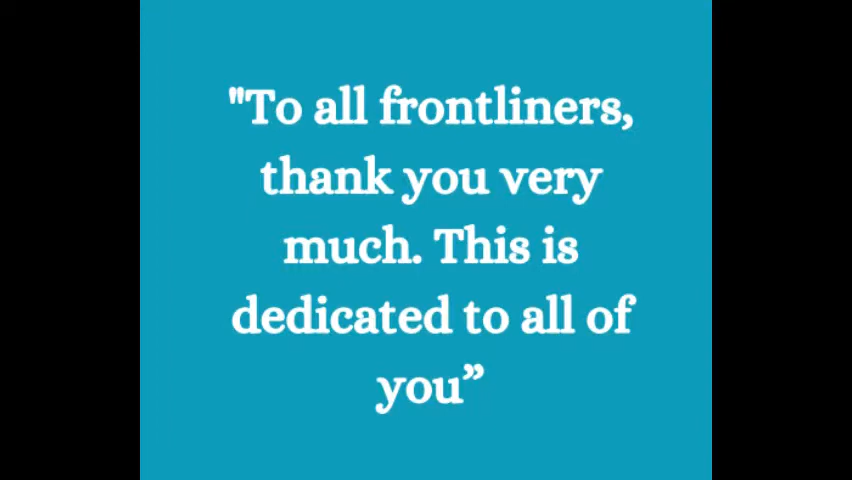 "To all frontliners,
thank you very
much. This is
dedicated to all of
you”